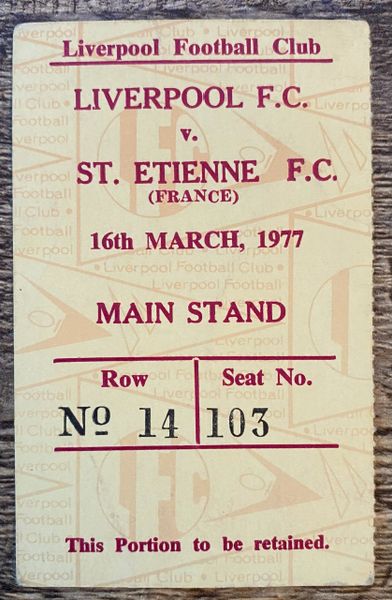 Liverpool Football Club
LIVERPOOL F.C.
v.
ST. ETIENNE F.C.
(FRANCE)
16th MARCH, 1977
MAIN STAND
Row Seat No.
Nº 14 103
This Portion to be retained.